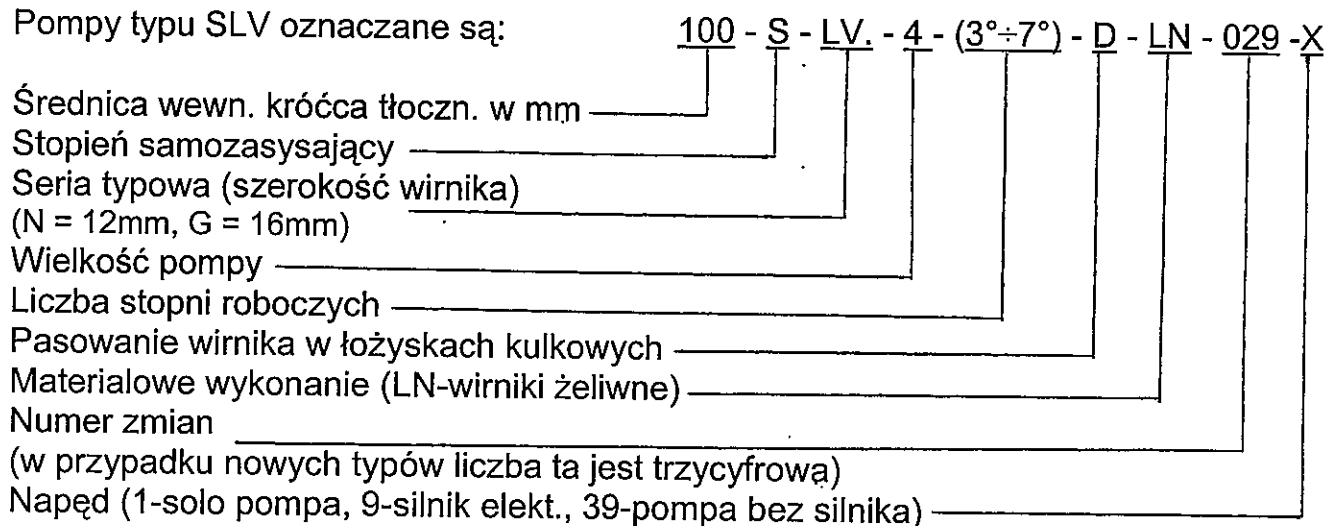 Pompy typu SLV oznaczane są: 100 - S - LV. - 4 - (3°÷7°) - D - LN - 029 -X
Średnica wewn. króćca tłoczn. w mm
Stopień samozasysający
Seria typowa (szerokość wirnika)
(N = 12mm, G = 16mm)
Wielkość pompy
Liczba stopni roboczych
Pasowanie wirnika w łożyskach kulkowych
Materialowe wykonanie (LN-wirniki żeliwne)
Numer zmian
(w przypadku nowych typów liczba ta jest trzycyfrową)
Napęd (1-solo pompa, 9-silnik elekt., 39-pompa bez silnika)